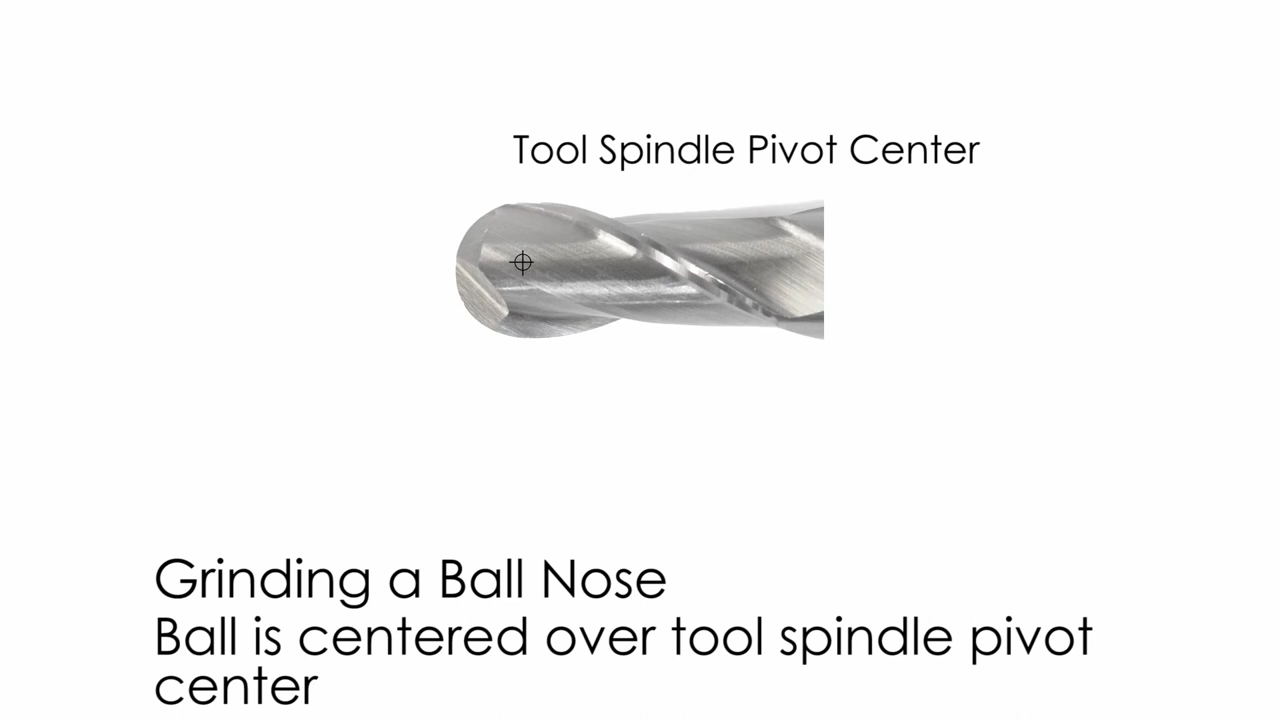 Tool Spindle Pivot Center
Grinding a Ball Nose
Ball is centered over tool spindle pivot
center